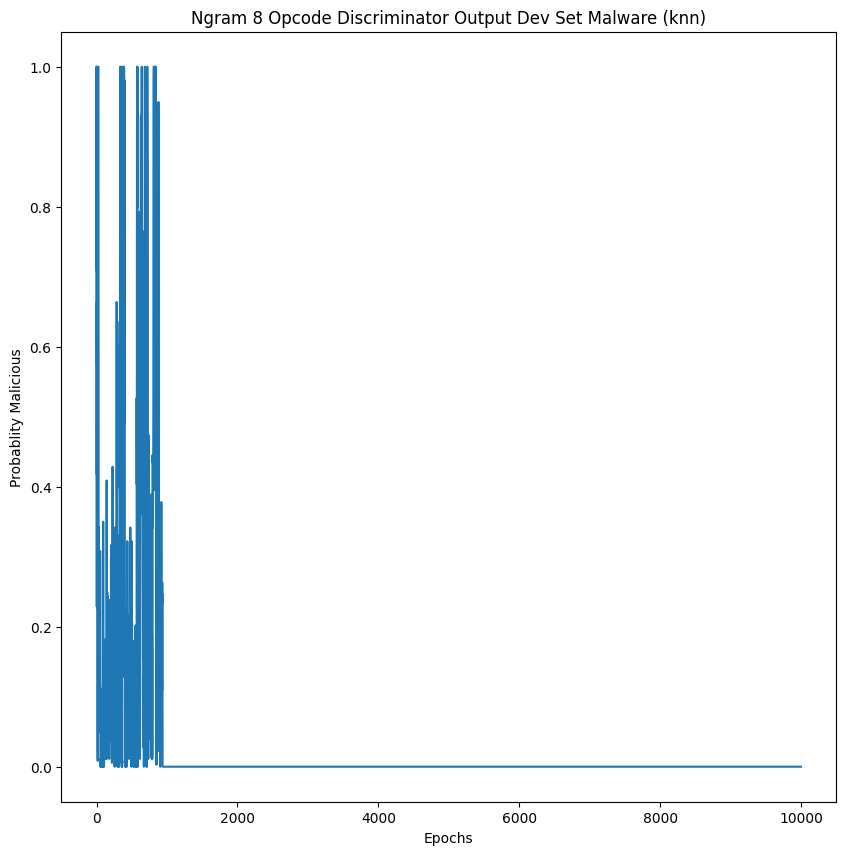 Ngram 8 Opcode Discriminator Output Dev Set Malware (knn)
1.0
0.8
0.6
0.4
0.2
0.0
Probablity Malicious
0 2000 4000 6000 8000 10000
Epochs